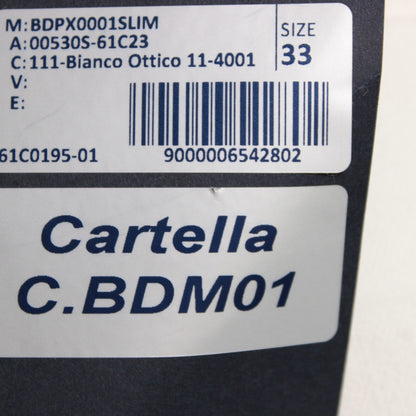 M:BDPX0001SLIM
A:00530S-61C23
C:111-Bianco Ottico 11-4001
V:
E:
SIZE
33
61C0195-01
9000006542802
Cartella
C.BDM01